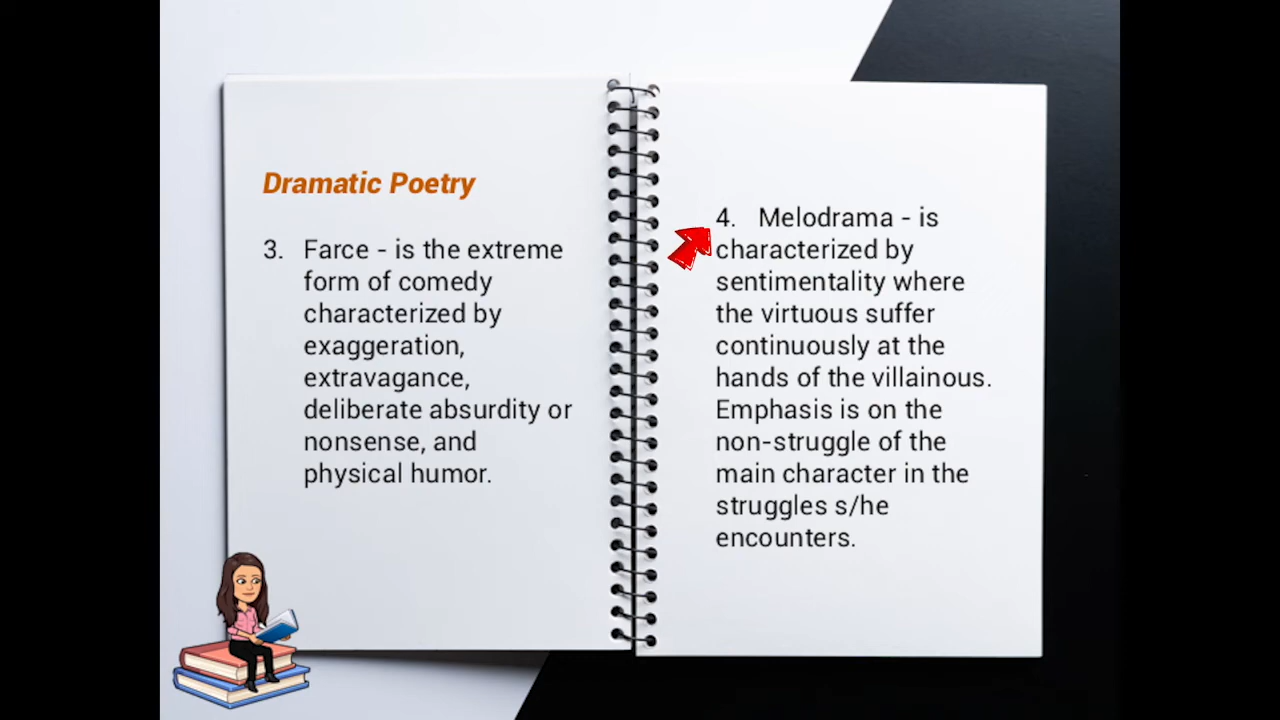 Dramatic Poetry
3. Farce - is the extreme
form of comedy
characterized by
exaggeration,
extravagance,
deliberate absurdity or
nonsense, and
physical humor.
4. Melodrama - is
characterized by
sentimentality where
the virtuous suffer
continuously at the
hands of the villainous.
Emphasis is on the
non-struggle of the
main character in the
struggles s/he
encounters.